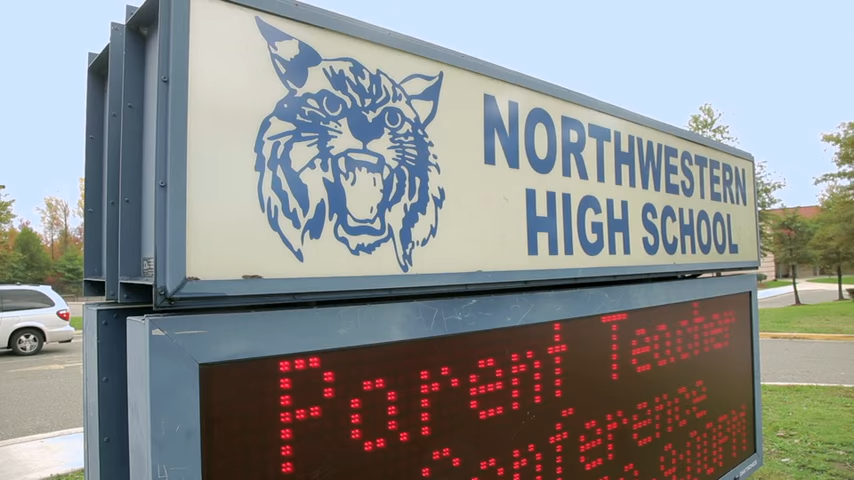 NORTHWESTERN
HIGH SCHOOL
Parent Teacher
Conference